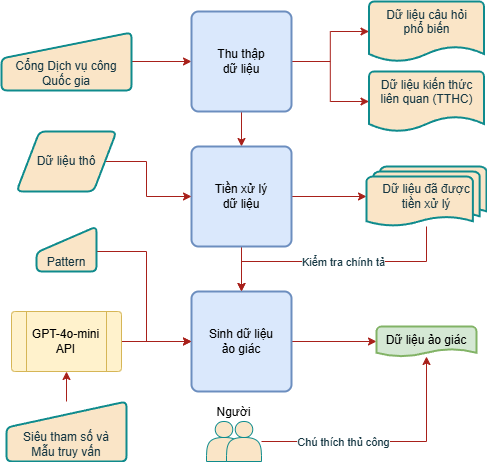 Cổng Dịch vụ công
Quốc gia
Thu thập
dữ liệu
Dữ liệu câu hỏi
phổ biến
Dữ liệu kiến thức
liên quan (TTHC)
Dữ liệu thô
Tiền xử lý
dữ liệu
Dữ liệu đã được
tiền xử lý
Kiểm tra chính tả
Pattern
GPT-4o-mini
API
Sinh dữ liệu
ảo giác
Dữ liệu ảo giác
Siêu tham số và
Mẫu truy vấn
Người
Chú thích thủ công